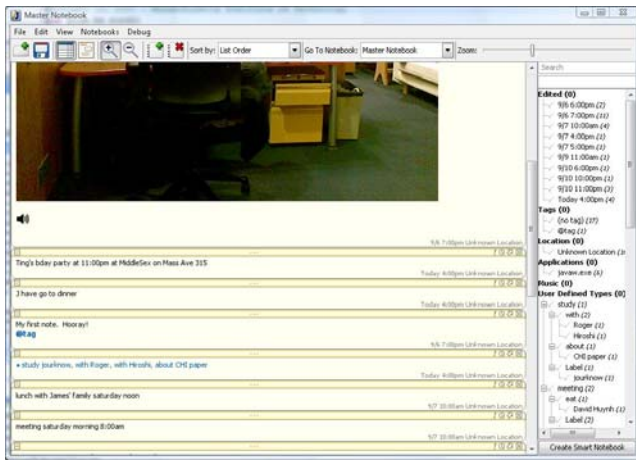 Master Notebook
File Edit View Notebooks Debug
Sort by: List Order Go To Notebook: Master Notebook Zoom:
Search
9/6 7:00pm Unknown Location
Ting's bday party at 11:00pm at MiddleSex on Mass Ave 315
Today 4:00pm Unknown Location
I have go to dinner
Today 4:00pm Unknown Location
My first note. Hooray!
@tag
9/6 7:00pm Unknown Location
study jourknow, with Roger, with Hiroshi, about CHI paper
Today 4:00pm Unknown Location
lunch with James' family saturday noon
9/7 10:00am Unknown Location
meeting saturday morning 8:00am
9/7 10:00am Unknown Location
Edited (0)
9/6 6:00pm (2)
9/6 7:00pm (11)
9/7 10:00am (4)
9/7 4:00pm (1)
9/7 5:00pm (1)
9/9 11:00am (1)
9/10 6:00pm (1)
9/10 10:00pm (1)
9/10 11:00pm (3)
Today 4:00pm (4)
Tags (0)
(no tag) (27)
@tag (1)
Location (0)
Unknown Location
Applications (0)
javaw.exe (6)
Music (0)
User Defined Types (0)
study (1)
with (2)
Roger (1)
Hiroshi (1)
about (1)
CHI paper (1)
Label (1)
jourknow (1)
meeting (2)
eat (1)
David Huynh (1)
Label (2)
Create Smart Notebook